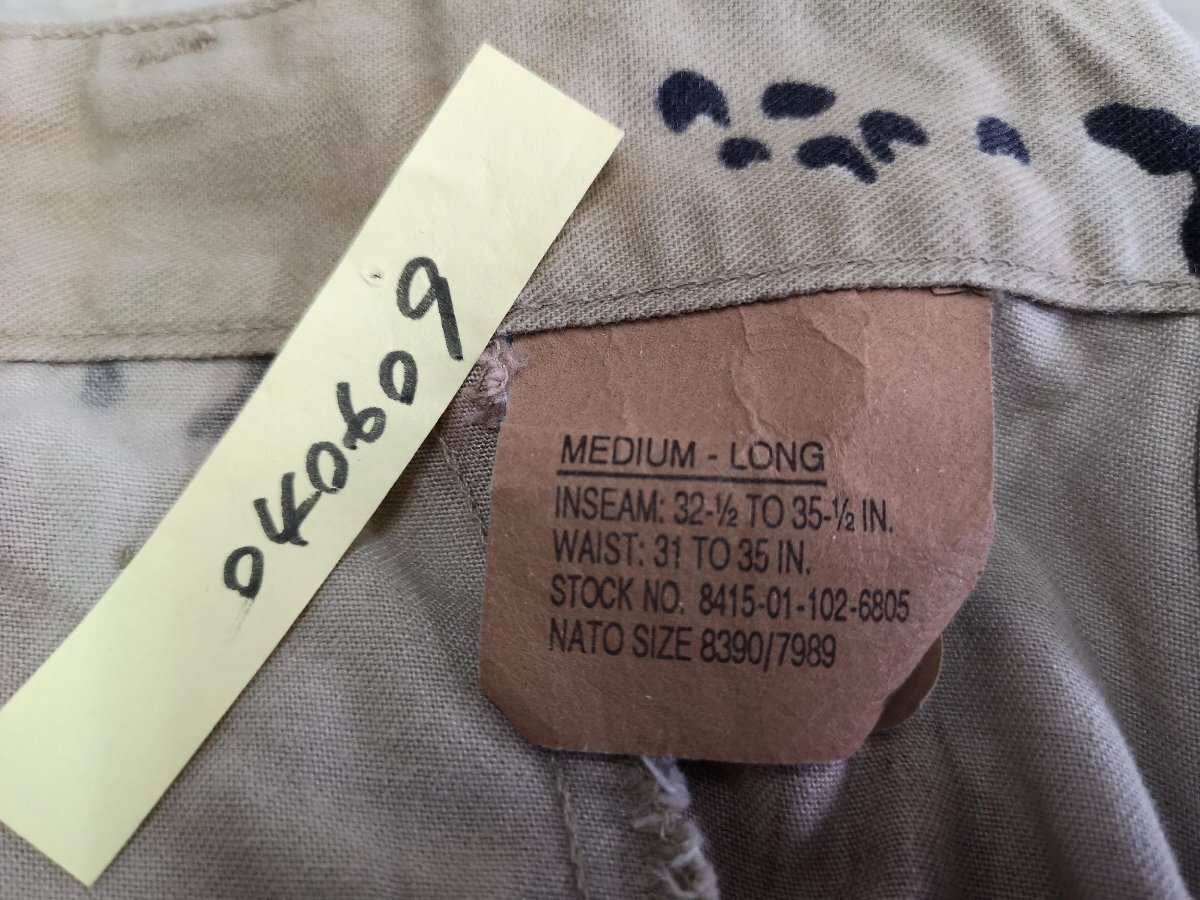 040609
MEDIUM - LONG
INSEAM: 32-½ TO 35-½ IN.
WAIST: 31 TO 35 IN.
STOCK NO. 8415-01-102-6805
NATO SIZE 8390/7989